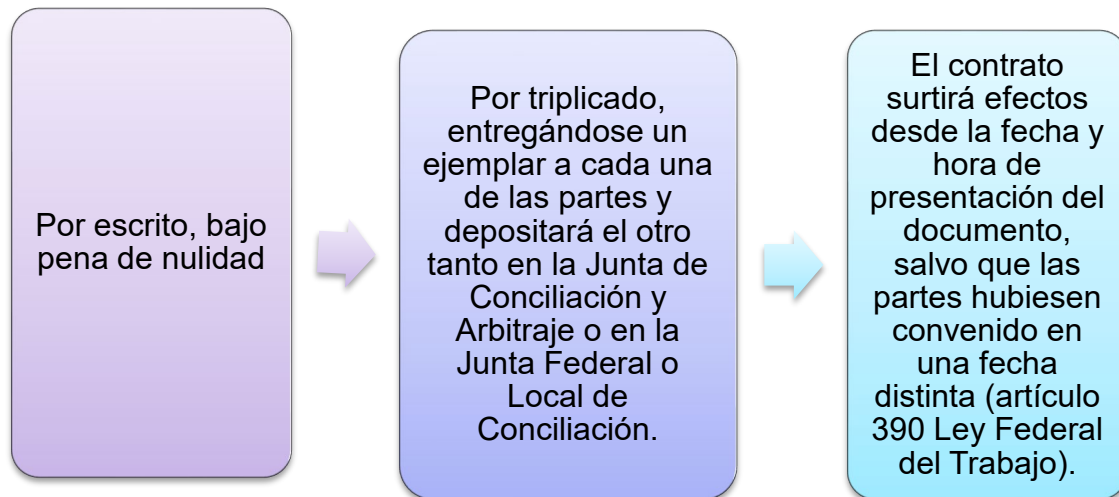 Por escrito, bajo
pena de nulidad
Por triplicado,
entregándose un
ejemplar a cada una
de las partes y
depositará el otro
tanto en la Junta de
Conciliación y
Arbitraje o en la
Junta Federal o
Local de
Conciliación.
El contrato
surtirá efectos
desde la fecha y
hora de
presentación del
documento,
salvo que las
partes hubiesen
convenido en
una fecha
distinta (artículo
390 Ley Federal
del Trabajo).